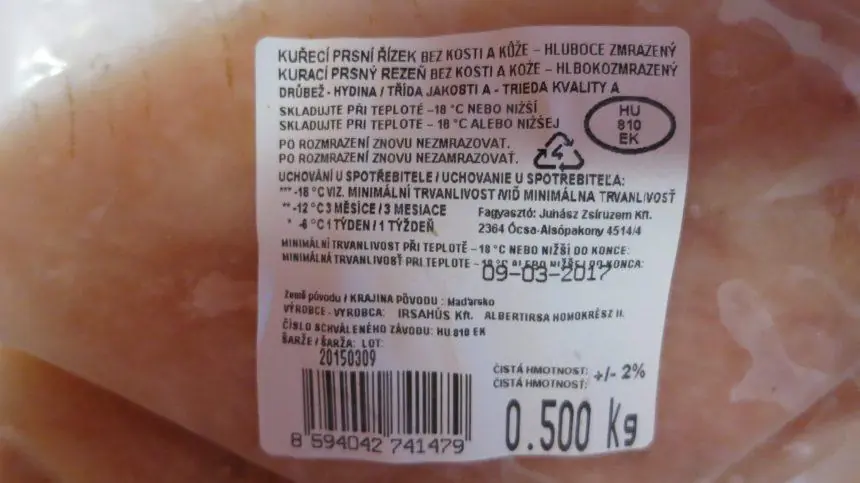 KUŘECÍ PRSNÍ ŘÍZEK BEZ KOSTI A KŮŽE – HLUBOCE ZMRAZENÝ
KURACÍ PRSNÝ REZEŇ BEZ KOSTI A KOŽE – HLBOKOZMRAZENÝ
DRŮBEŽ - HYDINA / TŘÍDA JAKOSTI A - TRIEDA KVALITY A
SKLADUJTE PŘI TEPLOTĚ –18 °C NEBO NIŽŠÍ
SKLADUJTE PRI TEPLOTE – 18 °C ALEBO NIŽŠEJ
HU
810
EK
PO ROZMRAZENÍ ZNOVU NEZMRAZOVAT.
PO ROZMRAZENÍ ZNOVU NEZAMRAZOVAŤ.
4
UCHOVÁNÍ U SPOTŘEBITELE / UCHOVANIE U SPOTREBITEĽA:
*** -18 °C VIZ. MINIMÁLNÍ TRVANLIVOST /VIĎ MINIMÁLNA TRVANLIVOSŤ
** -12 °C 3 MĚSÍCE / 3 MESIACE
* -6 °C 1 TÝDEN / 1 TÝŽDEŇ
Fagyasztó: Juhász Zsíruzem Kft.
2364 Ócsa-Alsópakony 4514/4
MINIMÁLNÍ TRVANLIVOST PŘI TEPLOTĚ –18 °C NEBO NIŽŠÍ DO KONCE:
MINIMÁLNÁ TRVANLIVOSŤ PRI TEPLOTE –18 °C ALEBO NIŽŠEJ DO KONCA:
09-03-2017
Země původu / KRAJINA PÔVODU : Maďarsko
VÝROBCE - VYROBCA: IRSAHÚS Kft. ALBERTIRSA HOMOKRÉSZ II.
ČÍSLO SCHVÁLENÉHO ZÁVODU: HU 810 EK
ŠARŽE / ŠARŽA: LOT:
20150309
ČISTÁ HMOTNOST: +/- 2%
ČISTÁ HMOTNOSŤ:
0.500 kg
8 594042 741479